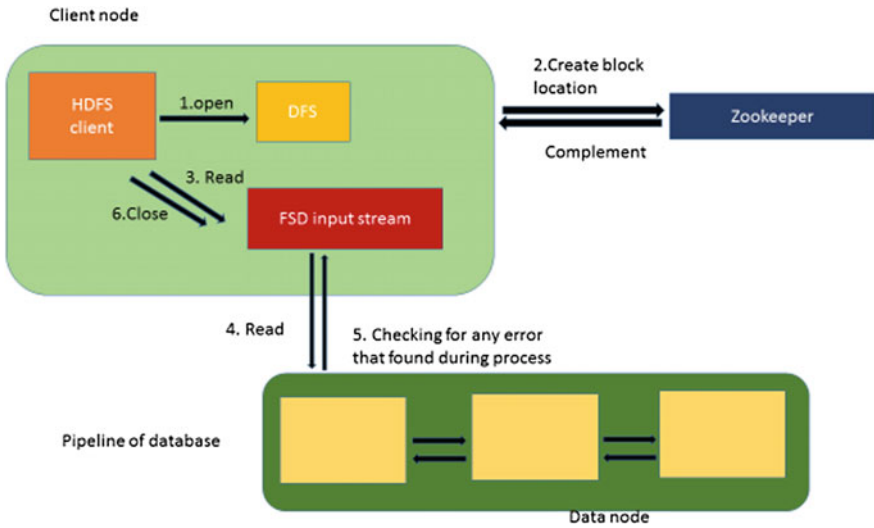 Client node
HDFS
client
1.open
DFS
2.Create block
location
Zookeeper
Complement
3. Read
6.Close
FSD input stream
4. Read
5. Checking for any error
that found during process
Pipeline of database
Data node